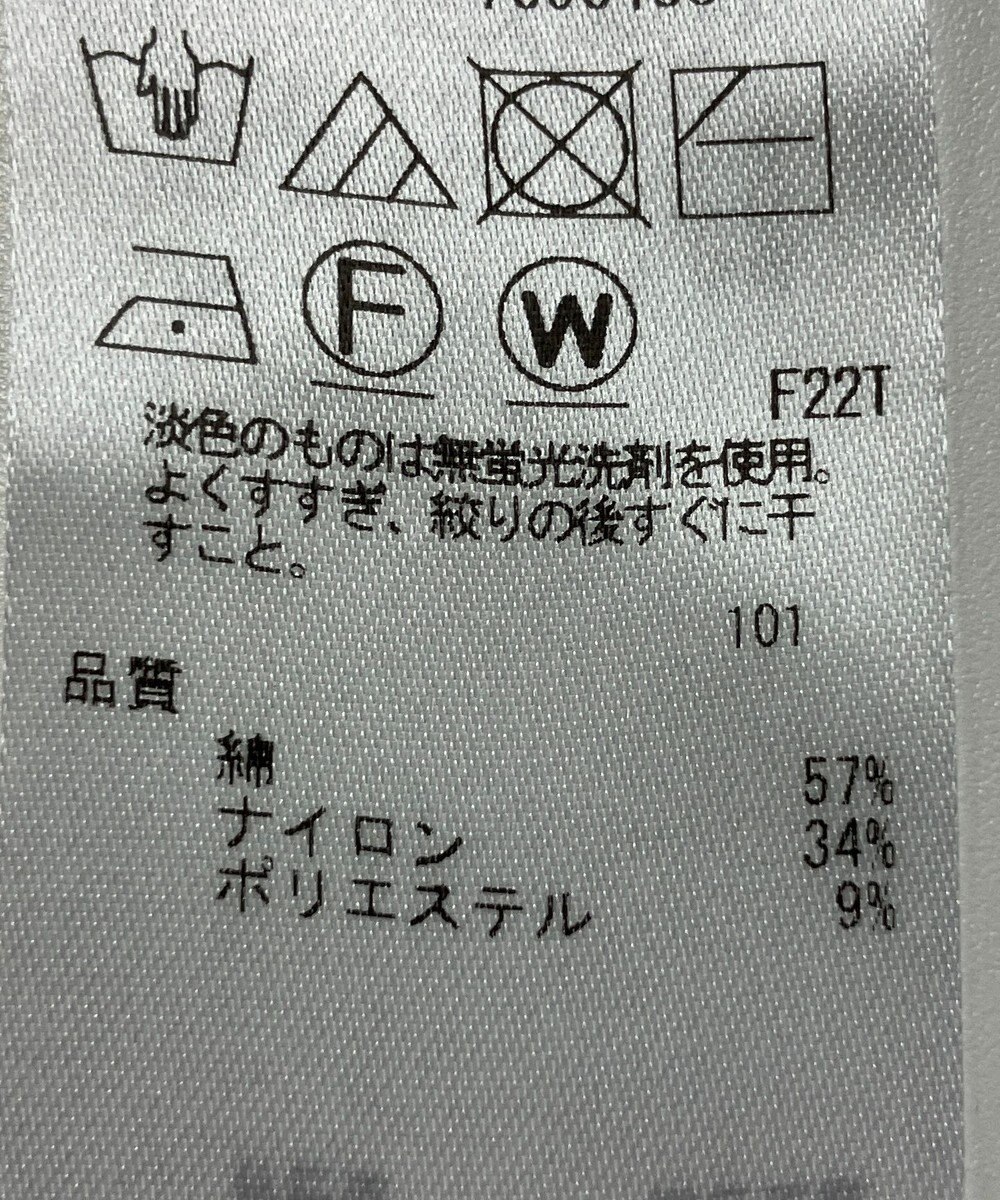 F
W
F22T
淡色のものは無蛍光洗剤を使用。
よくすすぎ、絞りの後すぐに干
すこと。
101
品質
綿 57%
ナイロン 34%
ポリエステル 9%